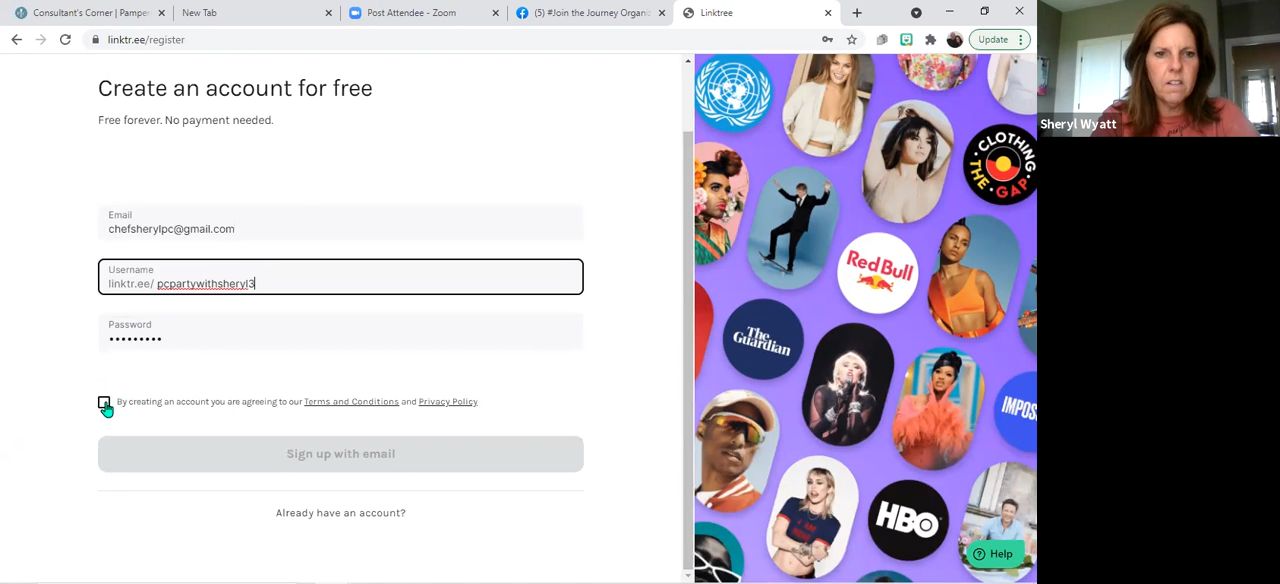 Consultant's Corner | Pamper
New Tab
Post Attendee - Zoom
(5) #Join the Journey Organi
Linktree
linktr.ee/register
Update
Sheryl Wyatt
Create an account for free
Free forever. No payment needed.
Email
chefsherylpc@gmail.com
Username
linktr.ee/ pcpartywithsheryl3
Password
By creating an account you are agreeing to our Terms and Conditions and Privacy Policy
Sign up with email
Already have an account?
CLOTHING
THE GAP
Red Bull
The
Guardian
IMPOS
HBO
Help